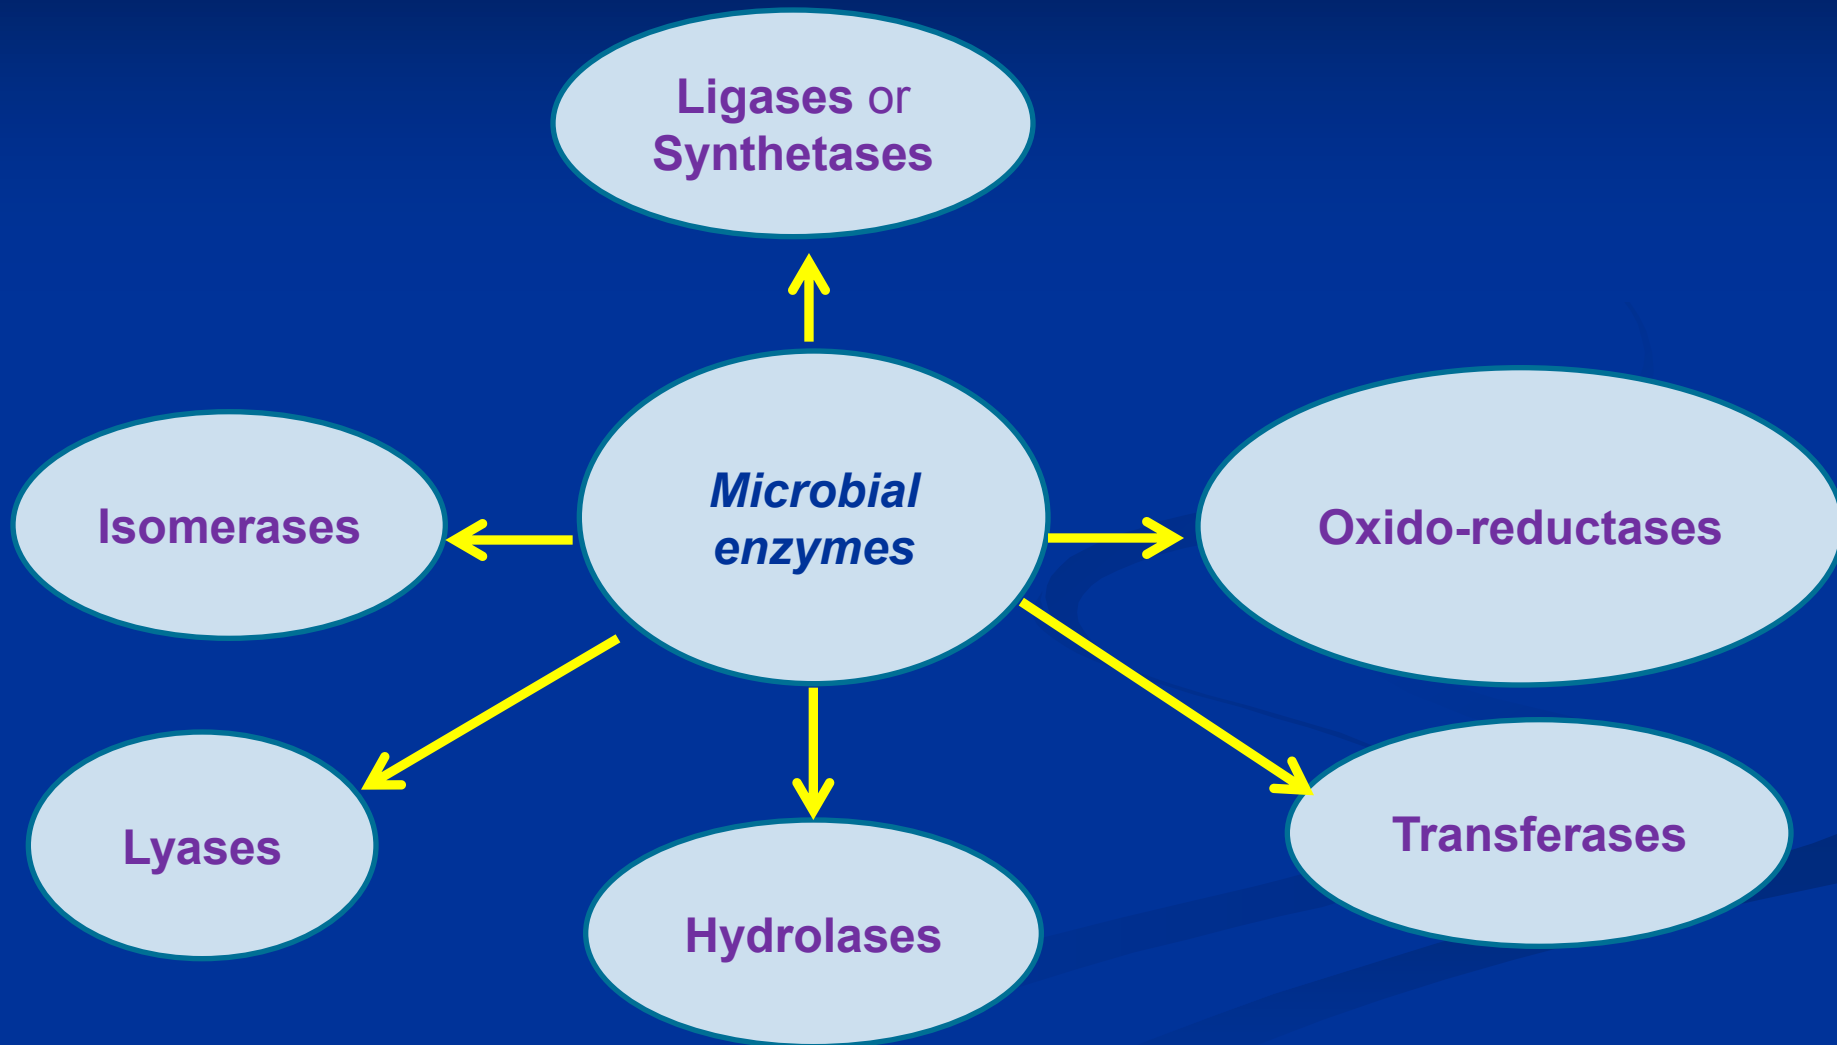 Ligases or
Synthetases
Microbial
enzymes
Isomerases
Oxido-reductases
Lyases
Transferases
Hydrolases